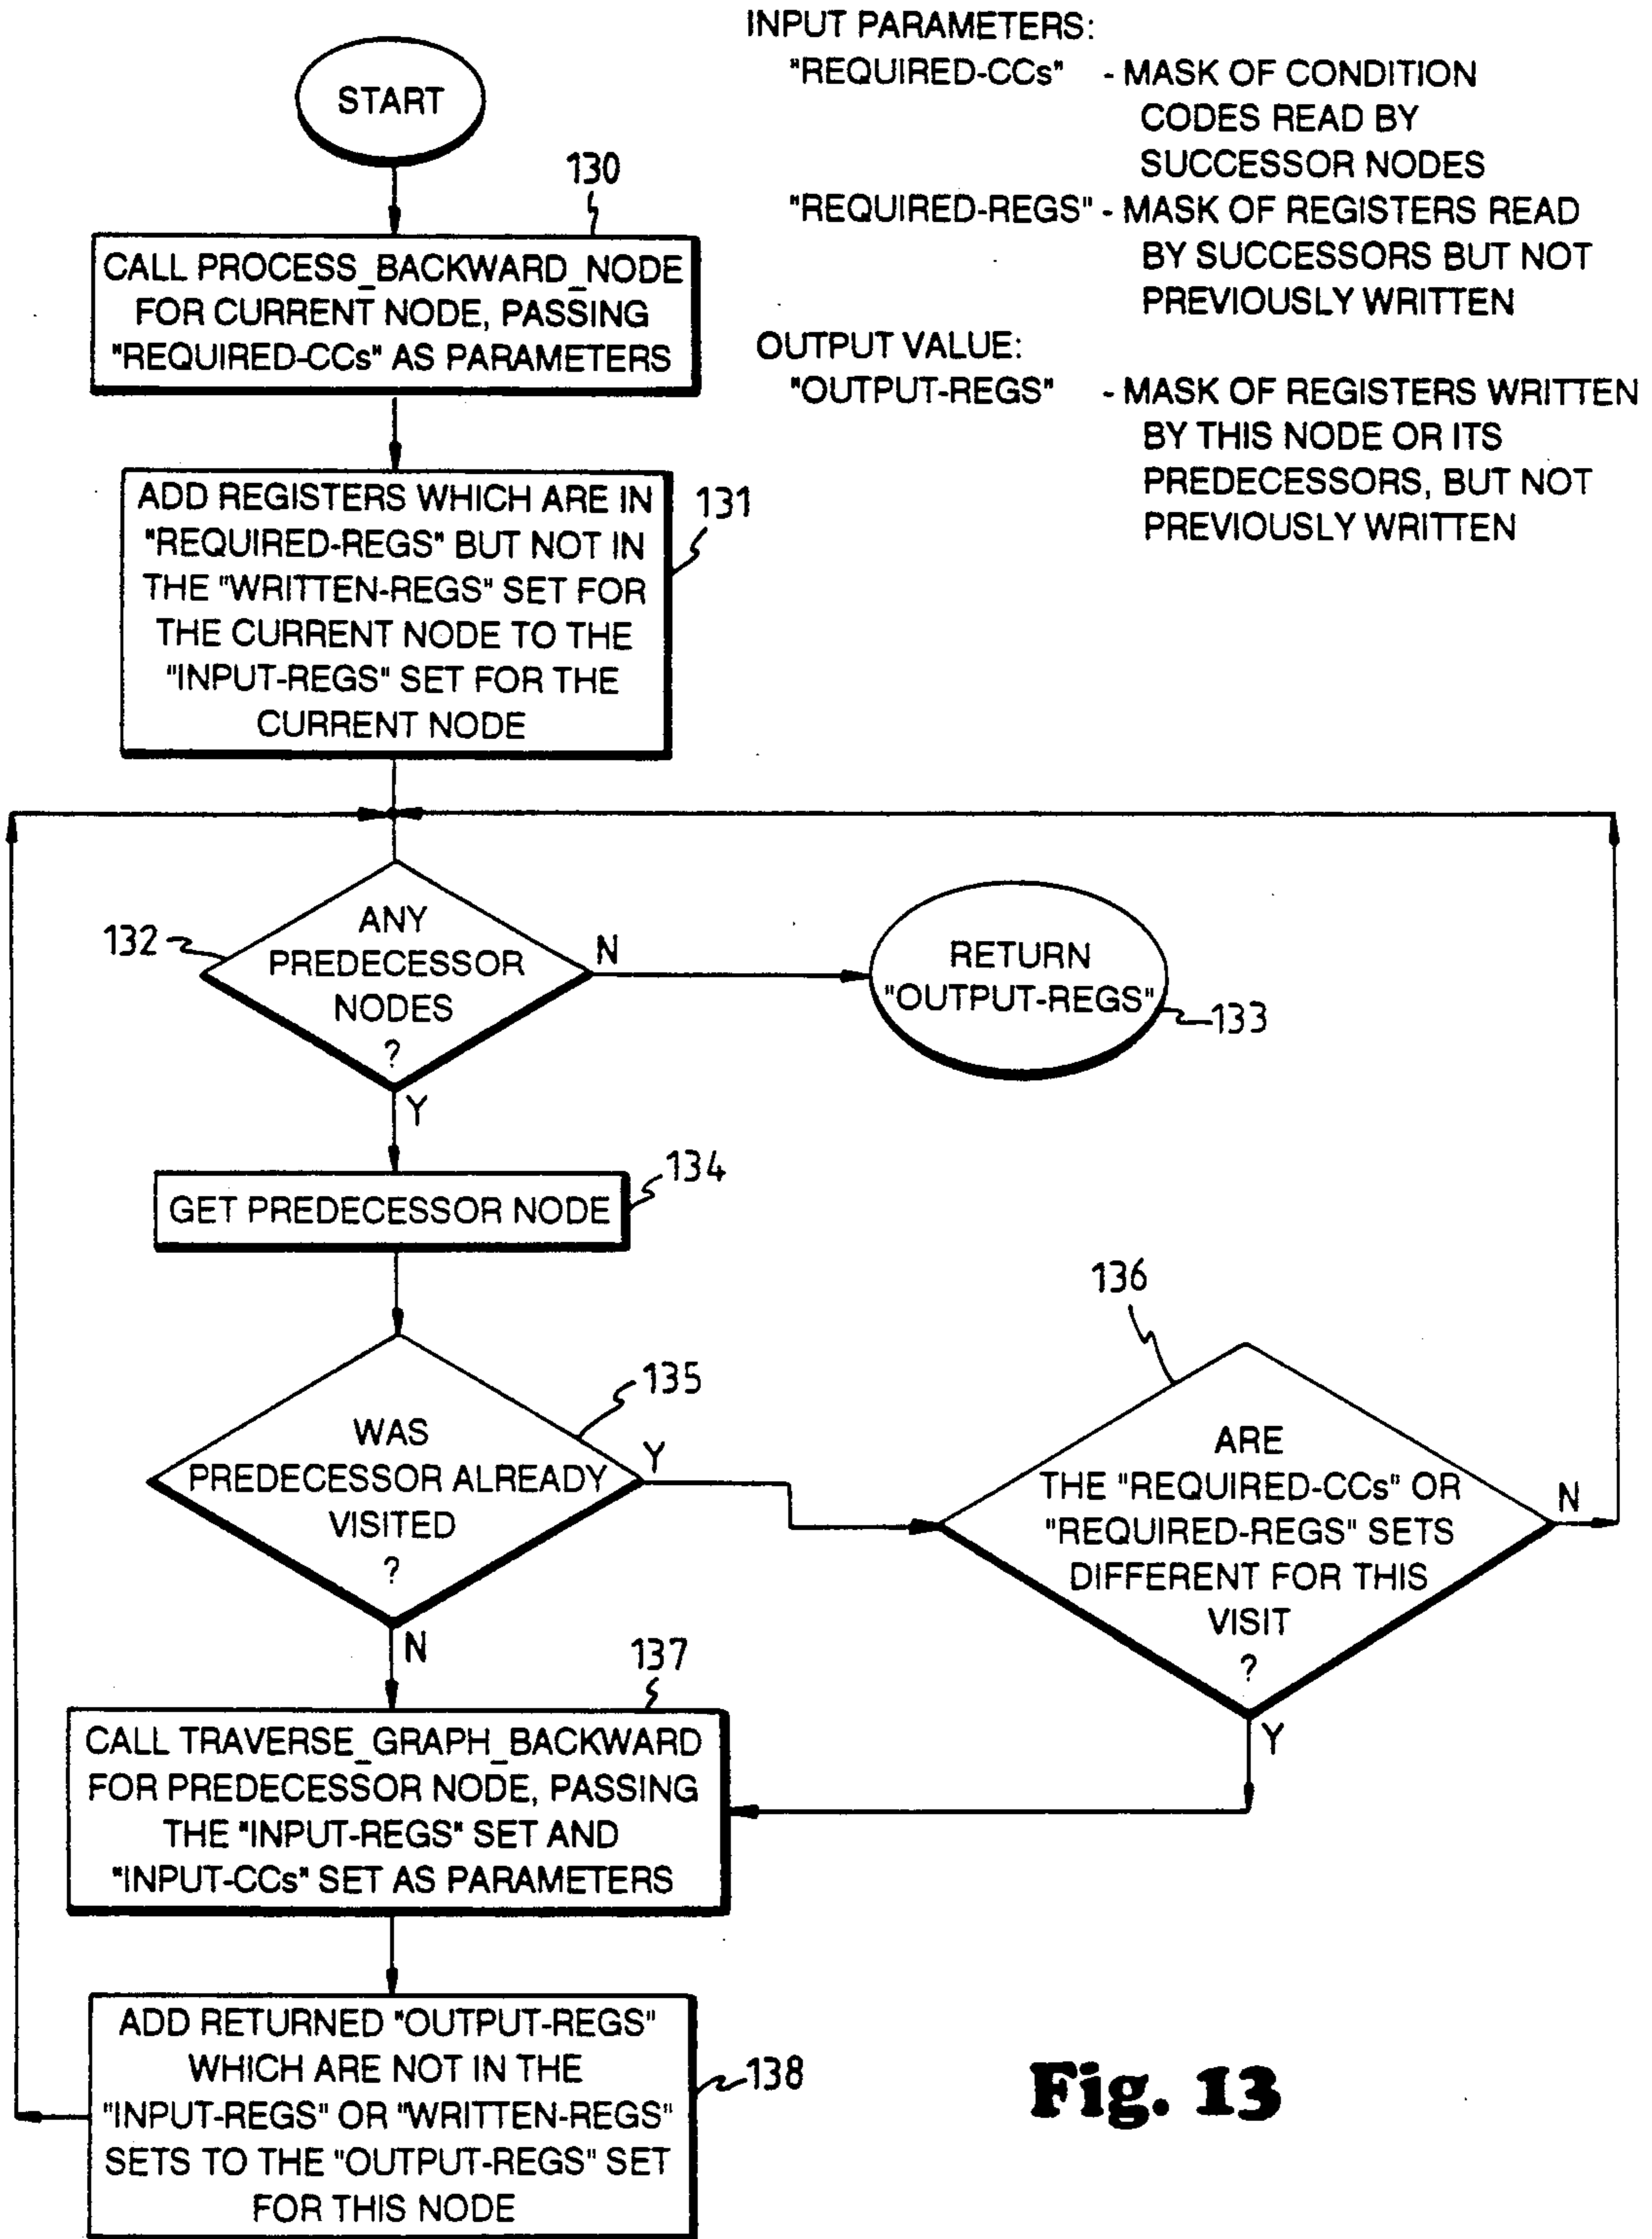 INPUT PARAMETERS:
"REQUIRED-CCs" - MASK OF CONDITION
CODES READ BY
SUCCESSOR NODES
"REQUIRED-REGS" - MASK OF REGISTERS READ
BY SUCCESSORS BUT NOT
PREVIOUSLY WRITTEN
OUTPUT VALUE:
"OUTPUT-REGS" - MASK OF REGISTERS WRITTEN
BY THIS NODE OR ITS
PREDECESSORS, BUT NOT
PREVIOUSLY WRITTEN
START
130
CALL PROCESS_BACKWARD_NODE
FOR CURRENT NODE, PASSING
"REQUIRED-CCs" AS PARAMETERS
131
ADD REGISTERS WHICH ARE IN
"REQUIRED-REGS" BUT NOT IN
THE "WRITTEN-REGS" SET FOR
THE CURRENT NODE TO THE
"INPUT-REGS" SET FOR THE
CURRENT NODE
132
ANY
PREDECESSOR
NODES
?
N
Y
RETURN
"OUTPUT-REGS"
133
134
GET PREDECESSOR NODE
135
WAS
PREDECESSOR ALREADY
VISITED
?
Y
N
136
ARE
THE "REQUIRED-CCs" OR
"REQUIRED-REGS" SETS
DIFFERENT FOR THIS
VISIT
?
N
Y
137
CALL TRAVERSE_GRAPH_BACKWARD
FOR PREDECESSOR NODE, PASSING
THE "INPUT-REGS" SET AND
"INPUT-CCs" SET AS PARAMETERS
138
ADD RETURNED "OUTPUT-REGS"
WHICH ARE NOT IN THE
"INPUT-REGS" OR "WRITTEN-REGS"
SETS TO THE "OUTPUT-REGS" SET
FOR THIS NODE
Fig. 13